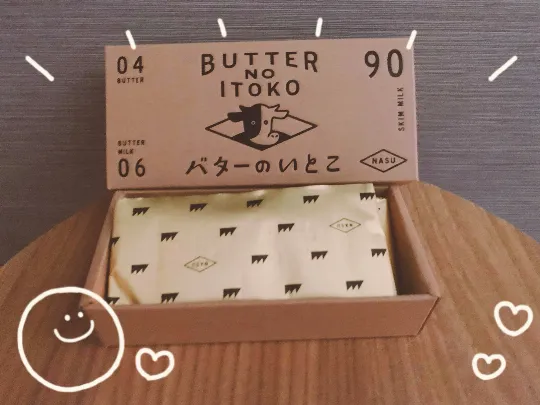 04
BUTTER
BUTTER
NO
ITOKO
90
SKIM MILK
BUTTER
MILK
06
バターのいとこ
NASU